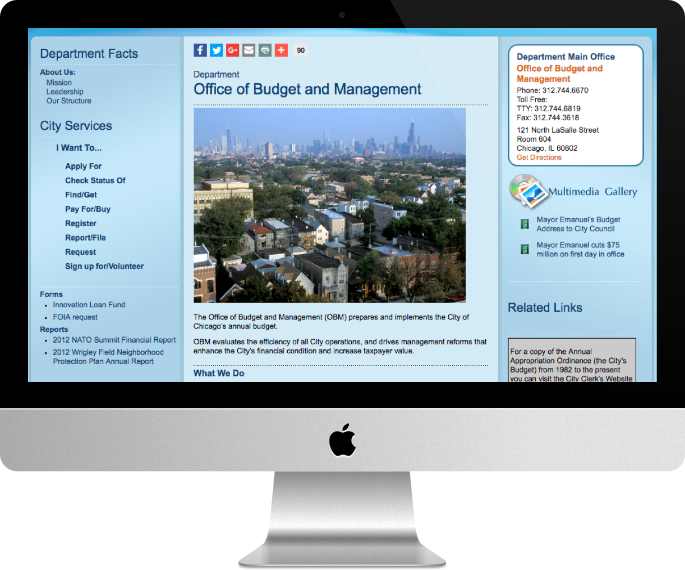 Department Facts
About Us:
Mission
Leadership
Our Structure
City Services
I Want To...
Apply For
Check Status Of
Find/Get
Pay For/Buy
Register
Report/File
Request
Sign up for/Volunteer
Forms
Innovation Loan Fund
FOIA request
Reports
2012 NATO Summit Financial Report
2012 Wrigley Field Neighborhood
Protection Plan Annual Report
90
Department
Office of Budget and Management
The Office of Budget and Management (OBM) prepares and implements the City of
Chicago's annual budget.
OBM evaluates the efficiency of all City operations, and drives management reforms that
enhance the City's financial condition and increase taxpayer value.
What We Do
Department Main Office
Office of Budget and
Management
Phone: 312.744.6670
Toll Free:
TTY: 312.744.6819
Fax: 312.744.3618
121 North LaSalle Street
Room 604
Chicago, IL 60602
Get Directions
Multimedia Gallery
Mayor Emanuel's Budget
Address to City Council
Mayor Emanuel cuts $75
million on first day in office
Related Links
For a copy of the Annual
Appropriation Ordinance (the City's
Budget) from 1982 to the present
you can visit the City Clerk's Website